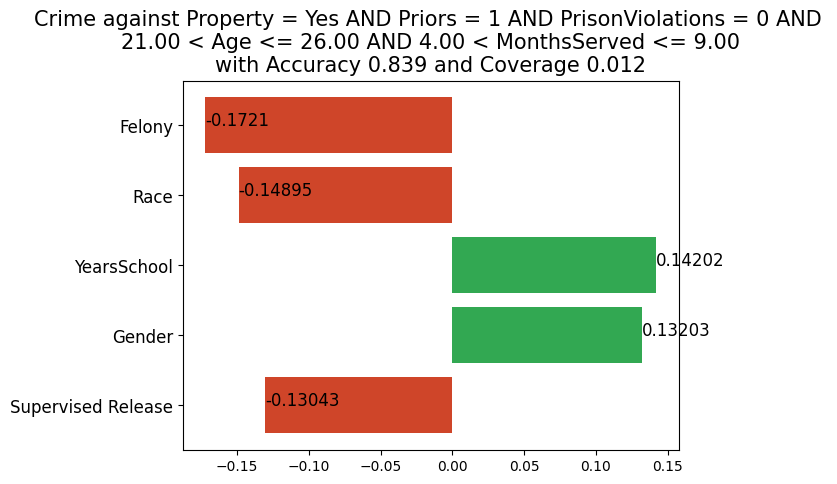 Crime against Property = Yes AND Priors = 1 AND PrisonViolations = 0 AND
21.00 < Age <= 26.00 AND 4.00 < MonthsServed <= 9.00
with Accuracy 0.839 and Coverage 0.012
Felony
-0.1721
Race
-0.14895
YearsSchool
0.14202
Gender
0.13203
Supervised Release
-0.13043
−0.15 −0.10 −0.05 0.00 0.05 0.10 0.15